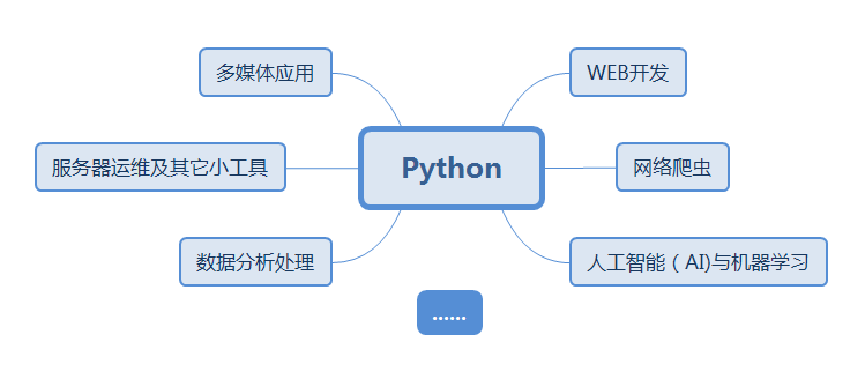 多媒体应用
WEB开发
服务器运维及其它小工具
Python
网络爬虫
数据分析处理
人工智能（AI)与机器学习
......